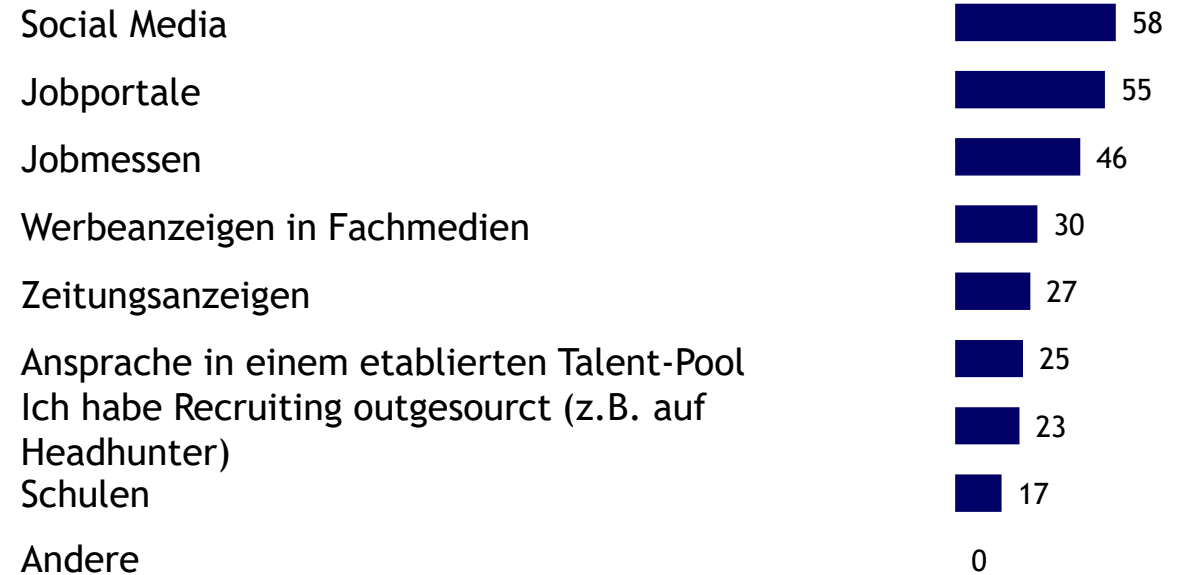 Social Media 58
Jobportale 55
Jobmessen 46
Werbeanzeigen in Fachmedien 30
Zeitungsanzeigen 27
Ansprache in einem etablierten Talent-Pool 25
Ich habe Recruiting outgesourct (z.B. auf
Headhunter) 23
Schulen 17
Andere 0